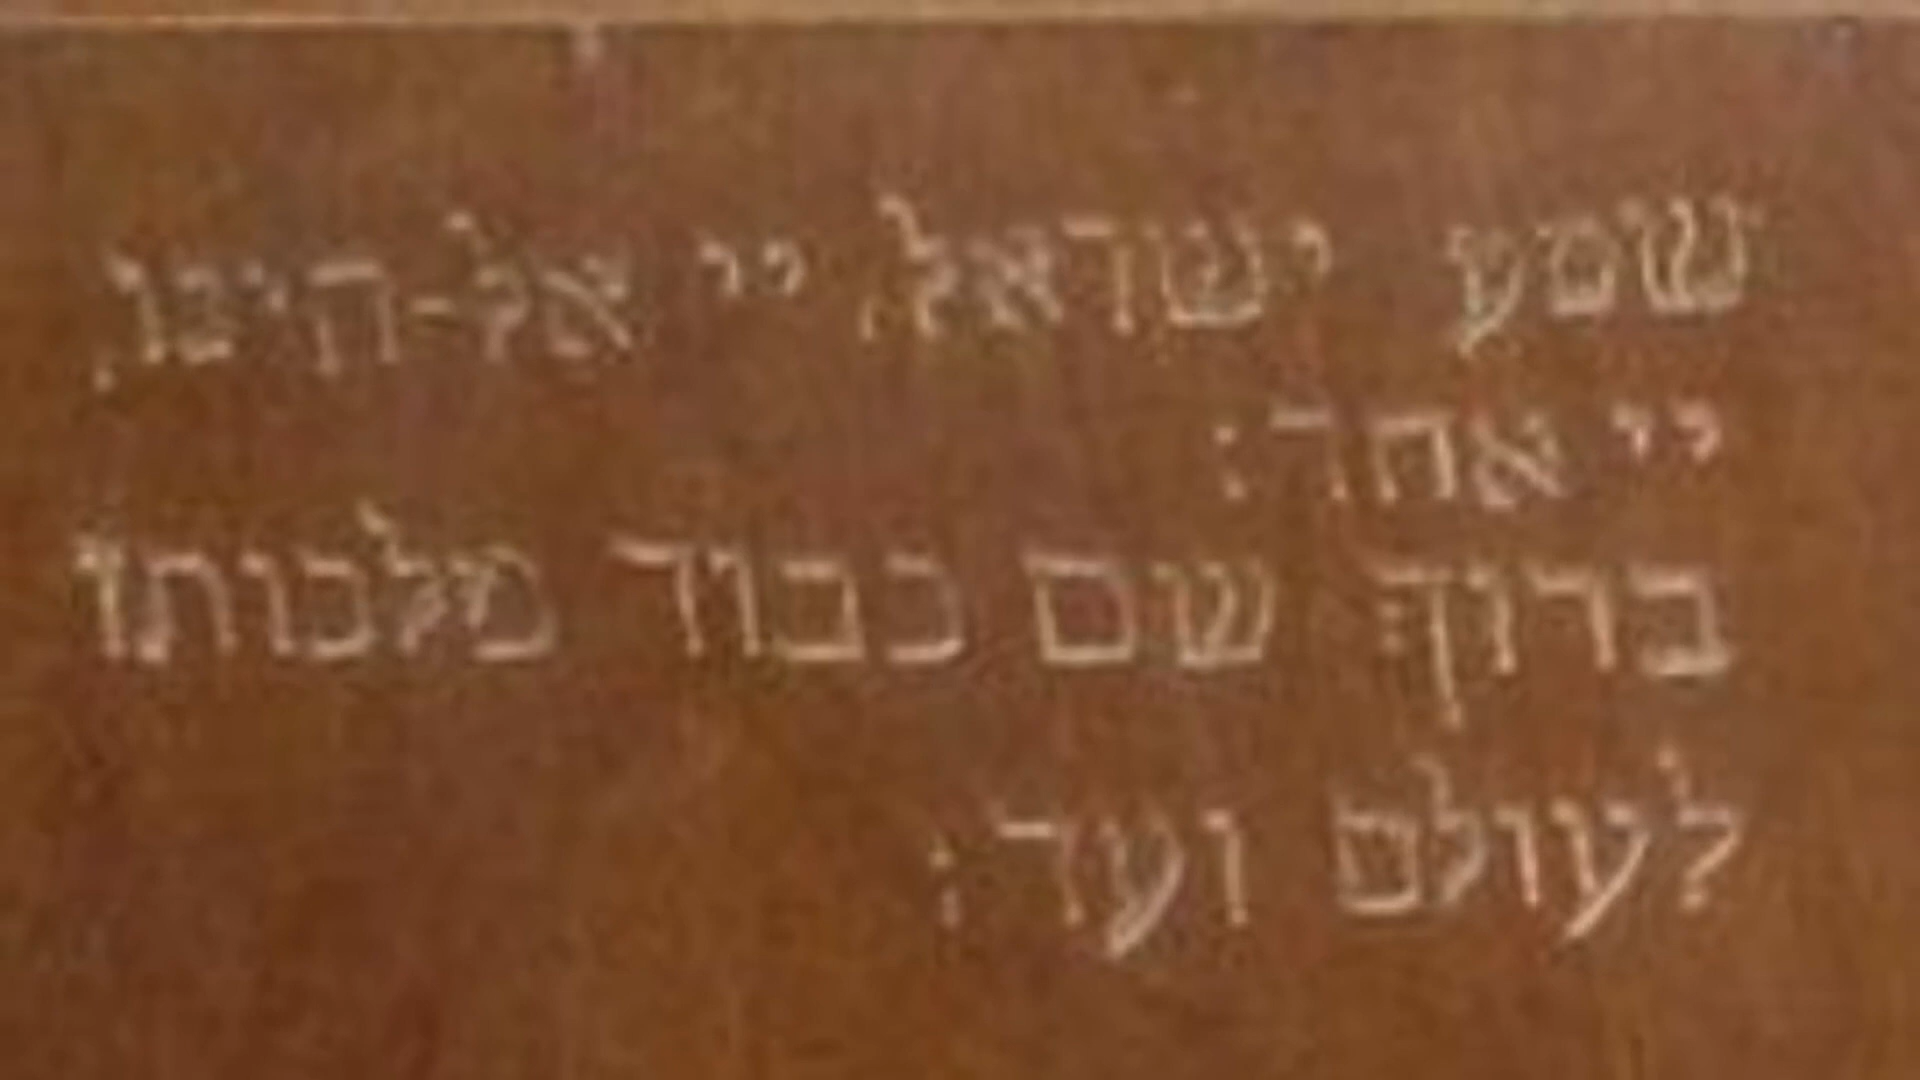 שמע ישראל, יי אל-הינו,
יי אחד:
ברוך שם כבוד מלכותו
לעולם ועד: